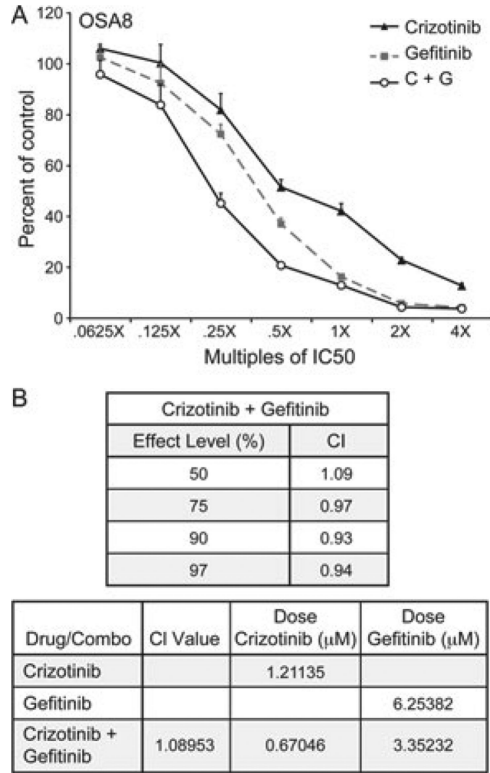 A
OSA8
Crizotinib
Gefitinib
C + G
Percent of control
120
100
80
60
40
20
0
.0625X .125X .25X .5X 1X 2X 4X
Multiples of IC50
B
Crizotinib + Gefitinib
Effect Level (%) CI
50 1.09
75 0.97
90 0.93
97 0.94
Drug/Combo CI Value Dose Crizotinib (μM) Dose Gefitinib (μM)
Crizotinib 1.21135
Gefitinib 6.25382
Crizotinib + Gefitinib 1.08953 0.67046 3.35232